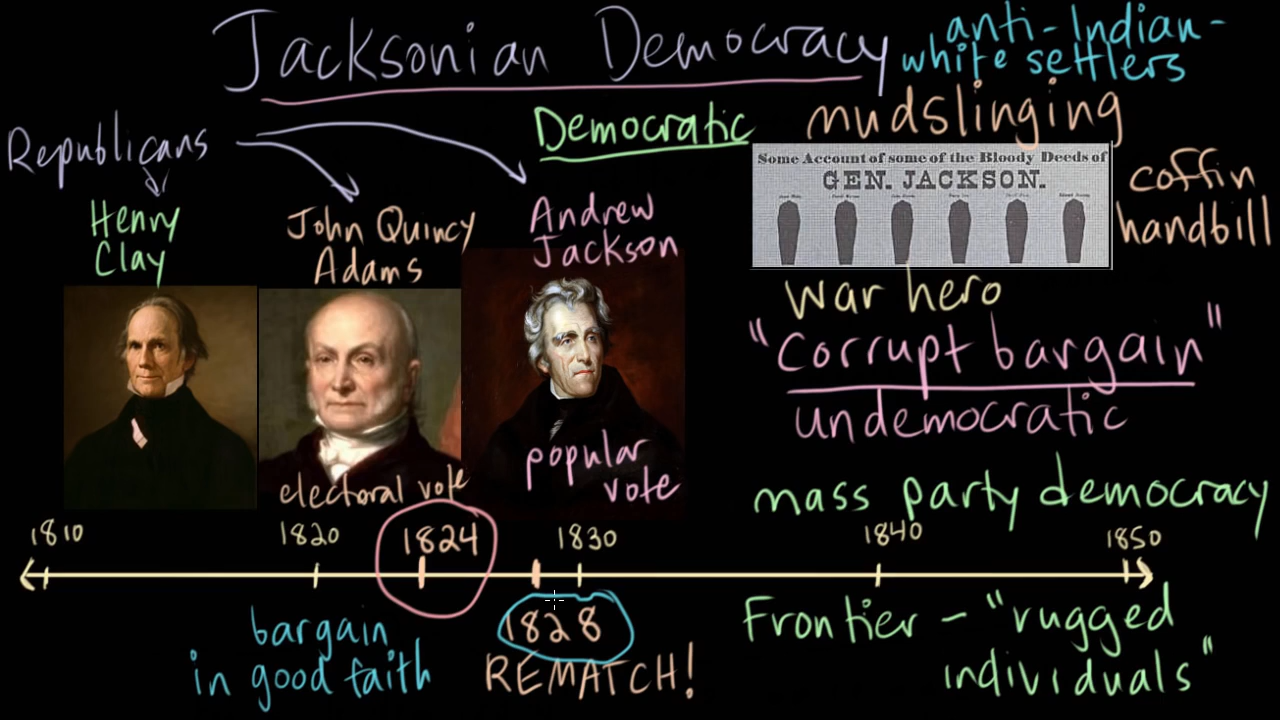 Jacksonian Democracy
anti-Indian-
white settlers
Republicans
Democratic
mudslinging
Some Account of some of the Bloody Deeds of
GEN. JACKSON.
coffin
handbill
Henry
Clay
John Quincy
Adams
Andrew
Jackson
war hero
"corrupt bargain"
undemocratic
electoral vote
popular
vote
mass party democracy
1810
1820
1824
1830
1840
1850
bargain
in good faith
1828
REMATCH!
Frontier - "rugged
individuals"